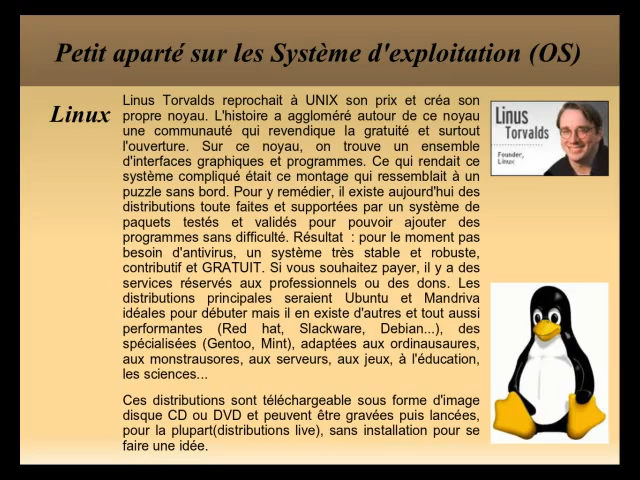 Petit aparté sur les Système d'exploitation (OS)
Linux
Linus Torvalds reprochait à UNIX son prix et créa son
propre noyau. L'histoire a aggloméré autour de ce noyau
une communauté qui revendique la gratuité et surtout
l'ouverture. Sur ce noyau, on trouve un ensemble
d'interfaces graphiques et programmes. Ce qui rendait ce
système compliqué était ce montage qui ressemblait à un
puzzle sans bord. Pour y remédier, il existe aujourd'hui des
distributions toute faites et supportées par un système de
paquets testés et validés pour pouvoir ajouter des
programmes sans difficulté. Résultat : pour le moment pas
besoin d'antivirus, un système très stable et robuste,
contributif et GRATUIT. Si vous souhaitez payer, il y a des
services réservés aux professionnels ou des dons. Les
distributions principales seraient Ubuntu et Mandriva
idéales pour débuter mais il en existe d'autres et tout aussi
performantes (Red hat, Slackware, Debian...), des
spécialisées (Gentoo, Mint), adaptées aux ordinausaures,
aux monstrausores, aux serveurs, aux jeux, à l'éducation,
les sciences...
Ces distributions sont téléchargeable sous forme d'image
disque CD ou DVD et peuvent être gravées puis lancées,
pour la plupart(distributions live), sans installation pour se
faire une idée.
Linus
Torvalds
Founder,
Linux